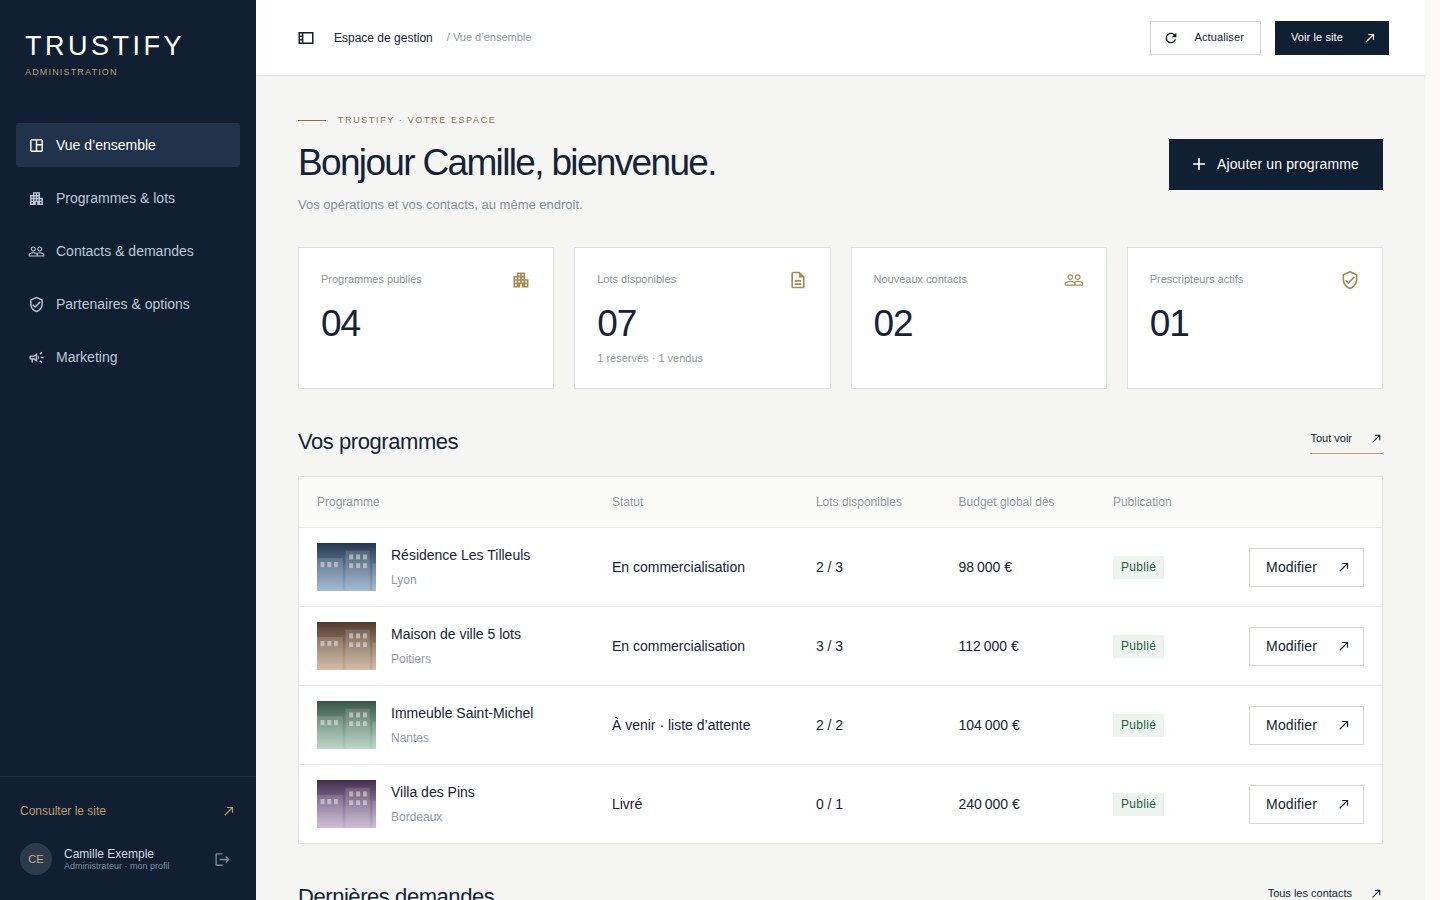 TRUSTIFY
ADMINISTRATION
Vue d’ensemble
Programmes & lots
Contacts & demandes
Partenaires & options
Marketing
Consulter le site
CE
Camille Exemple
Administrateur · mon profil
Espace de gestion / Vue d’ensemble
Actualiser
Voir le site
TRUSTIFY · VOTRE ESPACE
Bonjour Camille, bienvenue.
Vos opérations et vos contacts, au même endroit.
Ajouter un programme
Programmes publiés
04
Lots disponibles
07
1 réservés · 1 vendus
Nouveaux contacts
02
Prescripteurs actifs
01
Vos programmes
Tout voir
Programme Statut Lots disponibles Budget global dès Publication
Résidence Les Tilleuls
Lyon
En commercialisation 2 / 3 98 000 € Publié Modifier
Maison de ville 5 lots
Poitiers
En commercialisation 3 / 3 112 000 € Publié Modifier
Immeuble Saint-Michel
Nantes
À venir · liste d’attente 2 / 2 104 000 € Publié Modifier
Villa des Pins
Bordeaux
Livré 0 / 1 240 000 € Publié Modifier
Dernières demandes
Tous les contacts